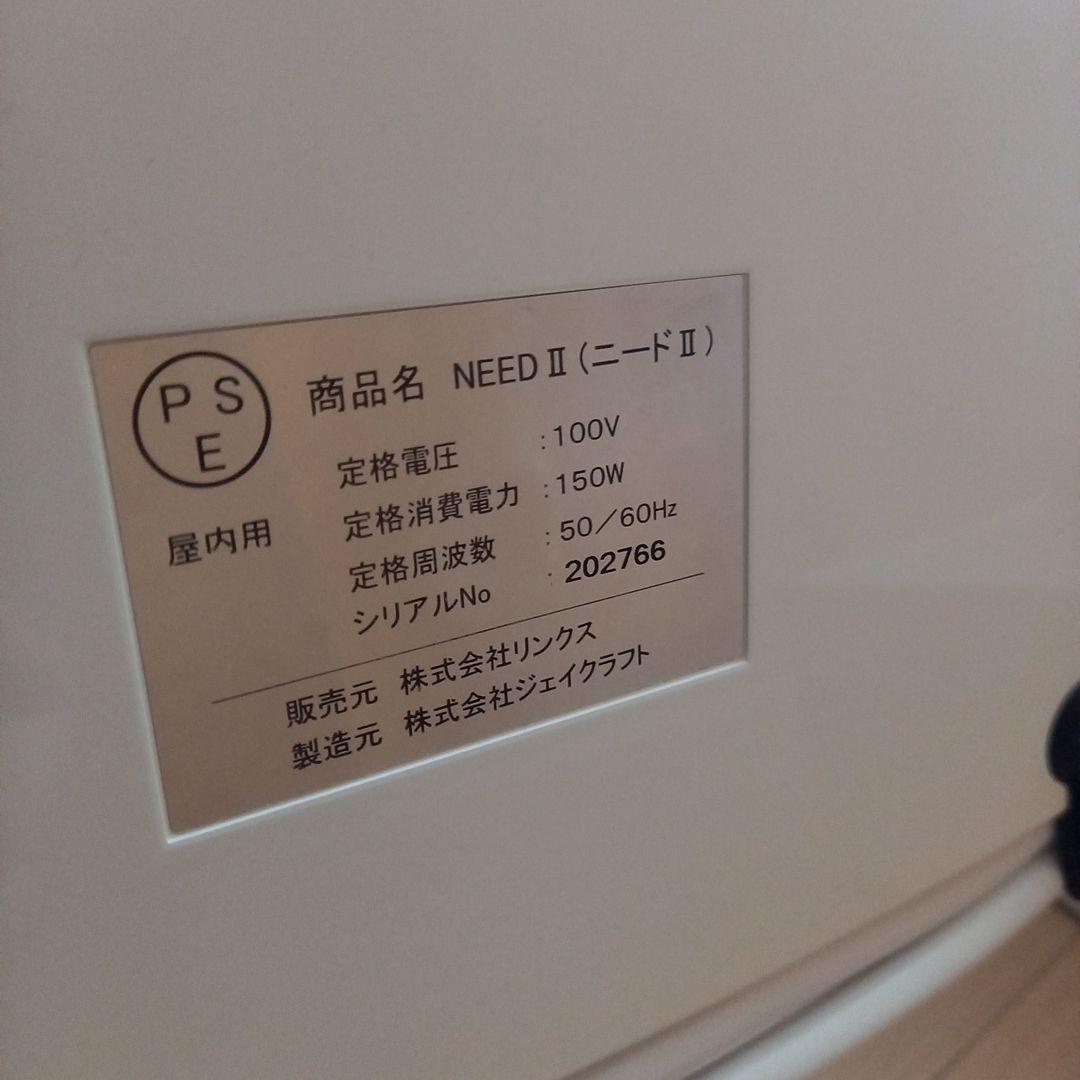 PSE
商品名 NEEDⅡ(ニードⅡ)
定格電圧 :100V
定格消費電力 :150W
定格周波数 :50/60Hz
シリアルNo :202766
屋内用
販売元 株式会社リンクス
製造元 株式会社ジェイクラフト